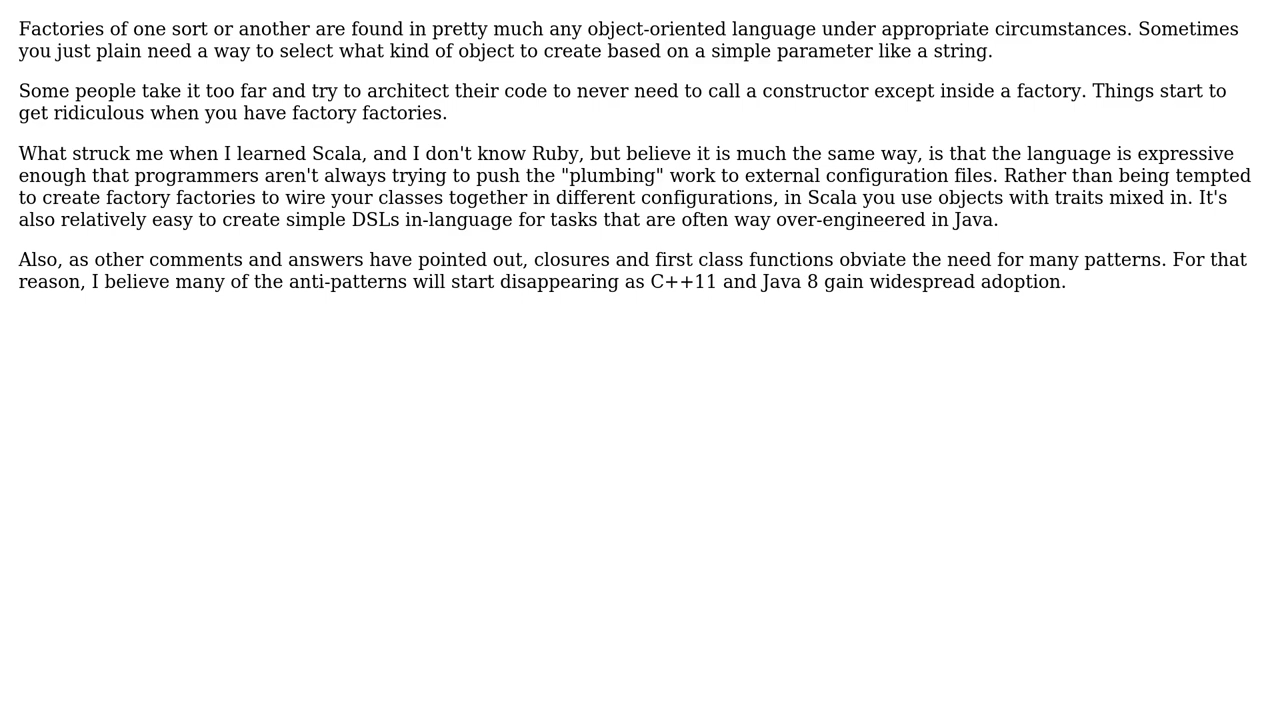 Factories of one sort or another are found in pretty much any object-oriented language under appropriate circumstances. Sometimes
you just plain need a way to select what kind of object to create based on a simple parameter like a string.
Some people take it too far and try to architect their code to never need to call a constructor except inside a factory. Things start to
get ridiculous when you have factory factories.
What struck me when I learned Scala, and I don't know Ruby, but believe it is much the same way, is that the language is expressive
enough that programmers aren't always trying to push the "plumbing" work to external configuration files. Rather than being tempted
to create factory factories to wire your classes together in different configurations, in Scala you use objects with traits mixed in. It's
also relatively easy to create simple DSLs in-language for tasks that are often way over-engineered in Java.
Also, as other comments and answers have pointed out, closures and first class functions obviate the need for many patterns. For that
reason, I believe many of the anti-patterns will start disappearing as C++11 and Java 8 gain widespread adoption.